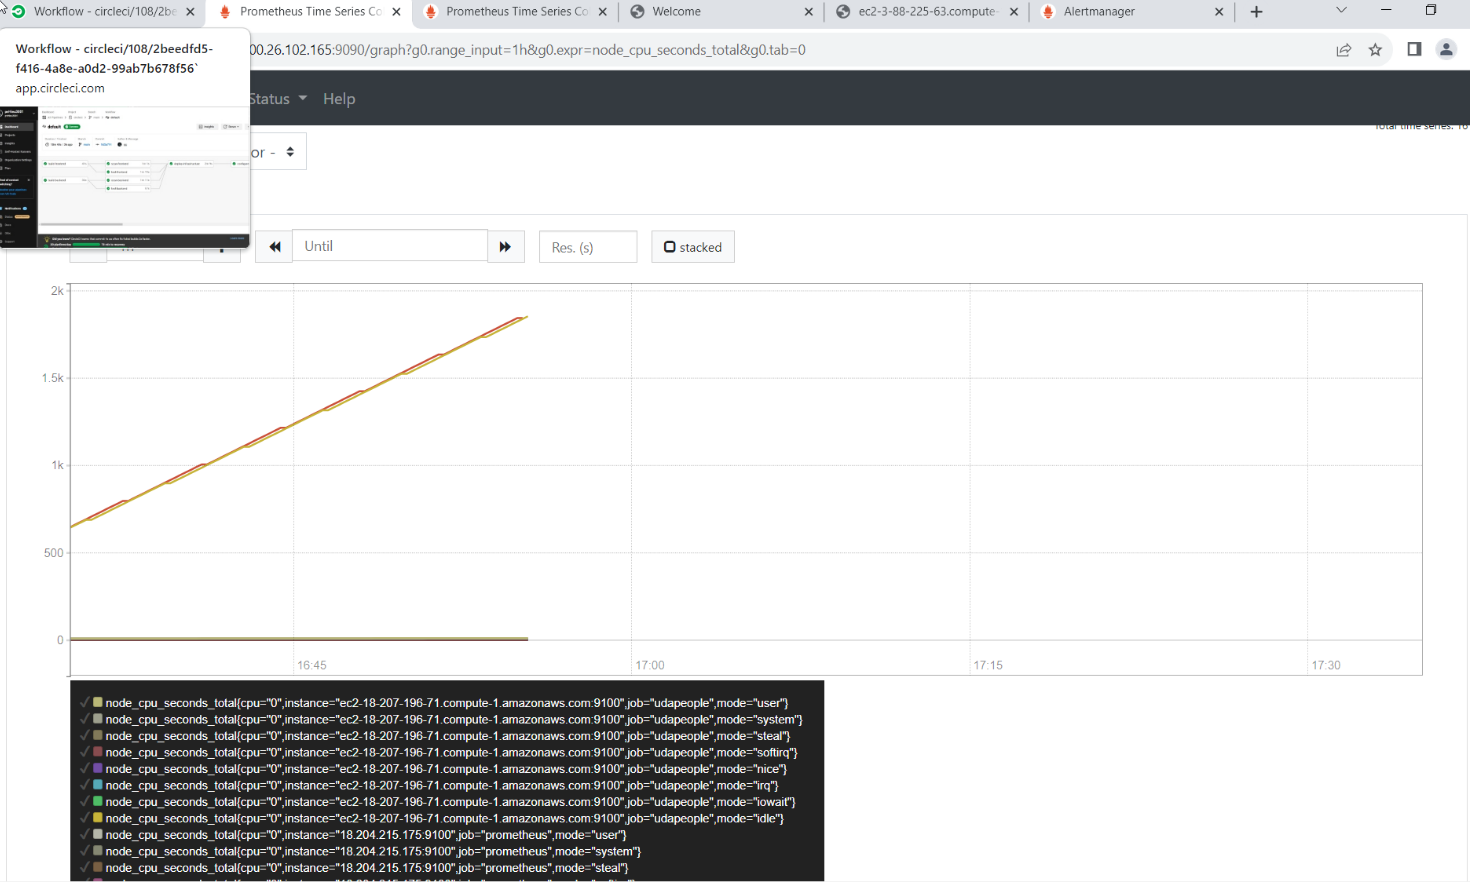 Workflow - circleci/108/2be
Prometheus Time Series Co
Prometheus Time Series Co
Welcome
ec2-3-88-225-63.compute-
Alertmanager
00.26.102.165:9090/graph?g0.range_input=1h&g0.expr=node_cpu_seconds_total&g0.tab=0
Workflow - circleci/108/2beedfd5-
f416-4a8e-a0d2-99ab7b678f56`
app.circleci.com
Status
Help
Total time series: 16
or -
default
Until
Res. (s)
stacked
2k
1.5k
1k
500
0
16:45
17:00
17:15
17:30
node_cpu_seconds_total{cpu="0",instance="ec2-18-207-196-71.compute-1.amazonaws.com:9100",job="udapeople",mode="user"}
node_cpu_seconds_total{cpu="0",instance="ec2-18-207-196-71.compute-1.amazonaws.com:9100",job="udapeople",mode="system"}
node_cpu_seconds_total{cpu="0",instance="ec2-18-207-196-71.compute-1.amazonaws.com:9100",job="udapeople",mode="steal"}
node_cpu_seconds_total{cpu="0",instance="ec2-18-207-196-71.compute-1.amazonaws.com:9100",job="udapeople",mode="softirq"}
node_cpu_seconds_total{cpu="0",instance="ec2-18-207-196-71.compute-1.amazonaws.com:9100",job="udapeople",mode="nice"}
node_cpu_seconds_total{cpu="0",instance="ec2-18-207-196-71.compute-1.amazonaws.com:9100",job="udapeople",mode="irq"}
node_cpu_seconds_total{cpu="0",instance="ec2-18-207-196-71.compute-1.amazonaws.com:9100",job="udapeople",mode="iowait"}
node_cpu_seconds_total{cpu="0",instance="ec2-18-207-196-71.compute-1.amazonaws.com:9100",job="udapeople",mode="idle"}
node_cpu_seconds_total{cpu="0",instance="18.204.215.175:9100",job="prometheus",mode="user"}
node_cpu_seconds_total{cpu="0",instance="18.204.215.175:9100",job="prometheus",mode="system"}
node_cpu_seconds_total{cpu="0",instance="18.204.215.175:9100",job="prometheus",mode="steal"}